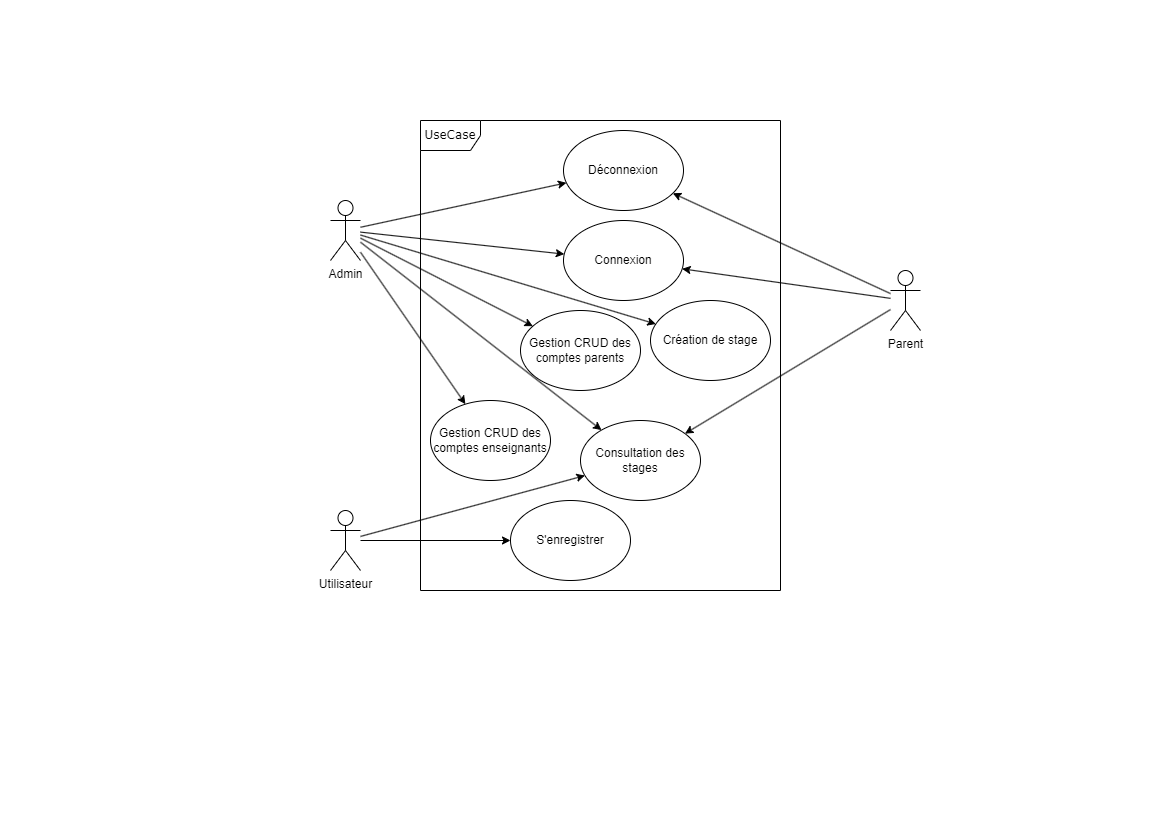 UseCase
Déconnexion
Admin
Connexion
Parent
Gestion CRUD des
comptes parents
Création de stage
Gestion CRUD des
comptes enseignants
Consultation des
stages
S'enregistrer
Utilisateur